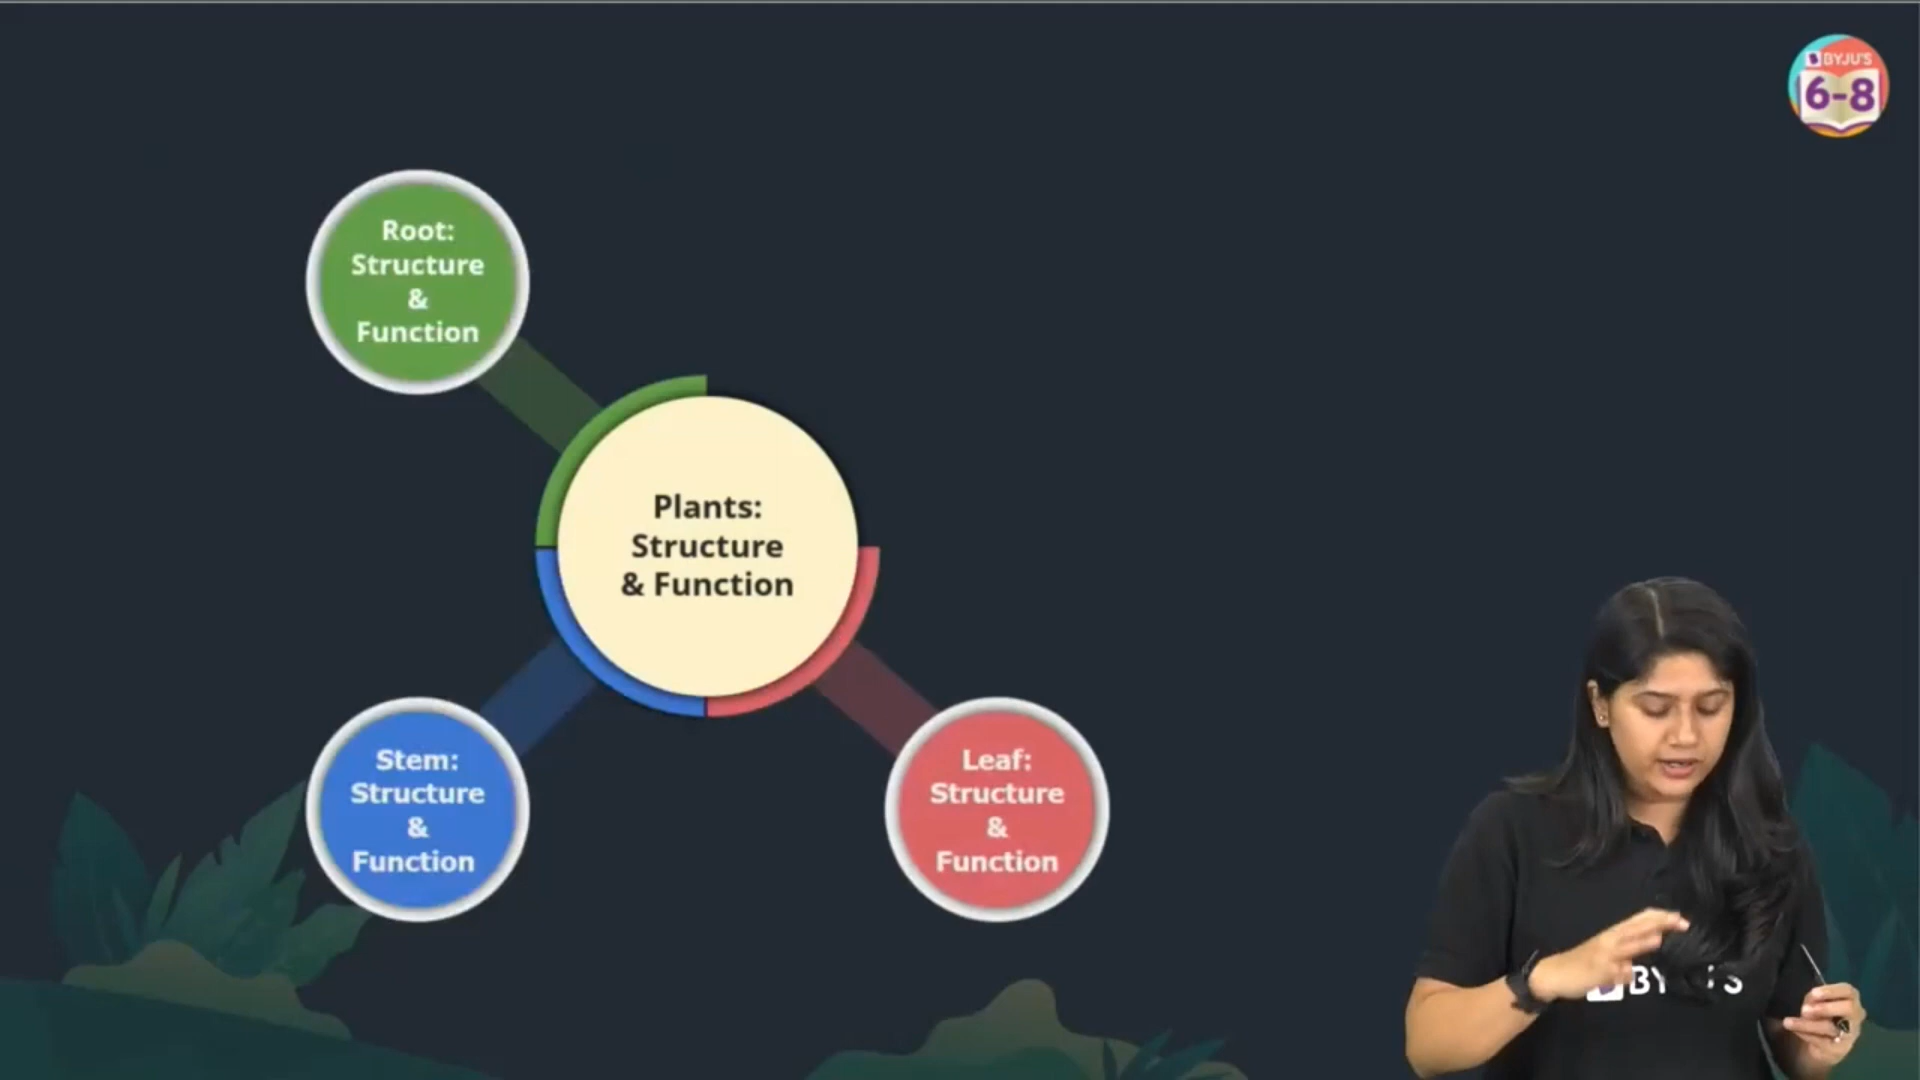 BYJU'S
6-8
Root:
Structure
&
Function
Plants:
Structure
& Function
Stem:
Structure
&
Function
Leaf:
Structure
&
Function